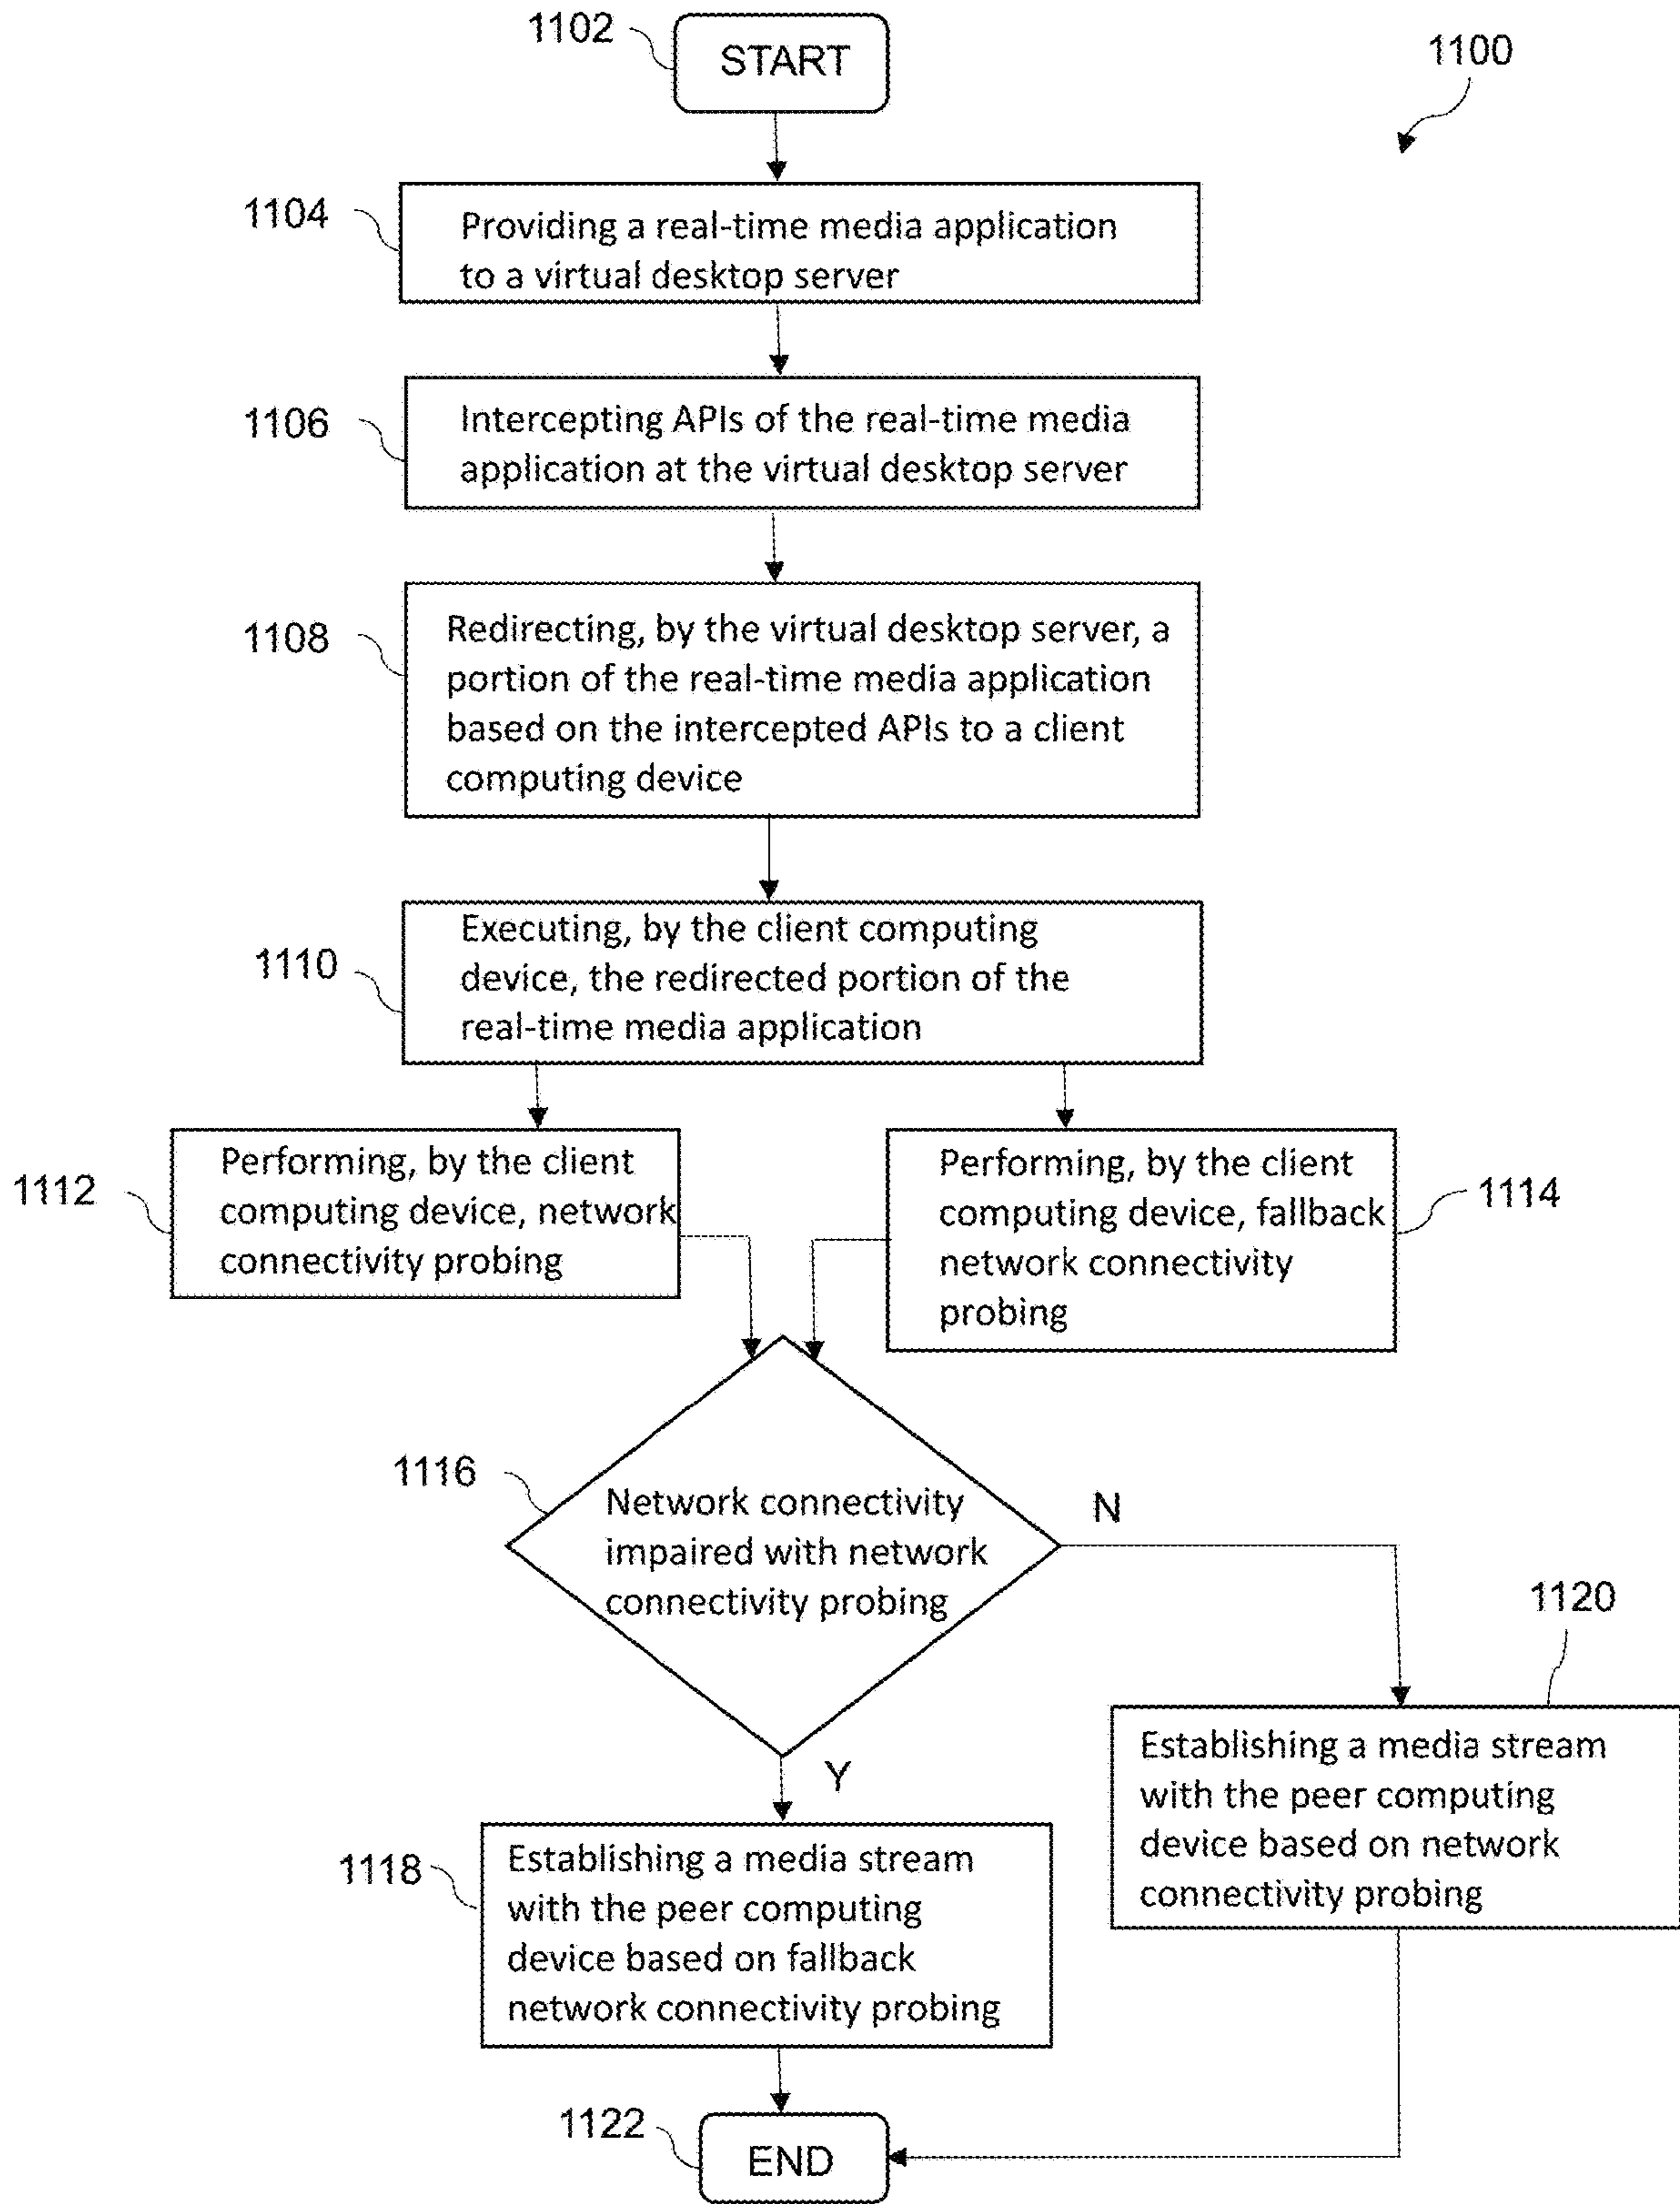 1102
START
1100
1104
Providing a real-time media application
to a virtual desktop server
1106
Intercepting APIs of the real-time media
application at the virtual desktop server
1108
Redirecting, by the virtual desktop server, a
portion of the real-time media application
based on the intercepted APIs to a client
computing device
1110
Executing, by the client computing
device, the redirected portion of the
real-time media application
1112
Performing, by the client
computing device, network
connectivity probing
Performing, by the client
computing device, fallback
network connectivity
probing
1114
1116
Network connectivity
impaired with network
connectivity probing
N
Y
1120
Establishing a media stream
with the peer computing
device based on network
connectivity probing
1118
Establishing a media stream
with the peer computing
device based on fallback
network connectivity probing
1122
END